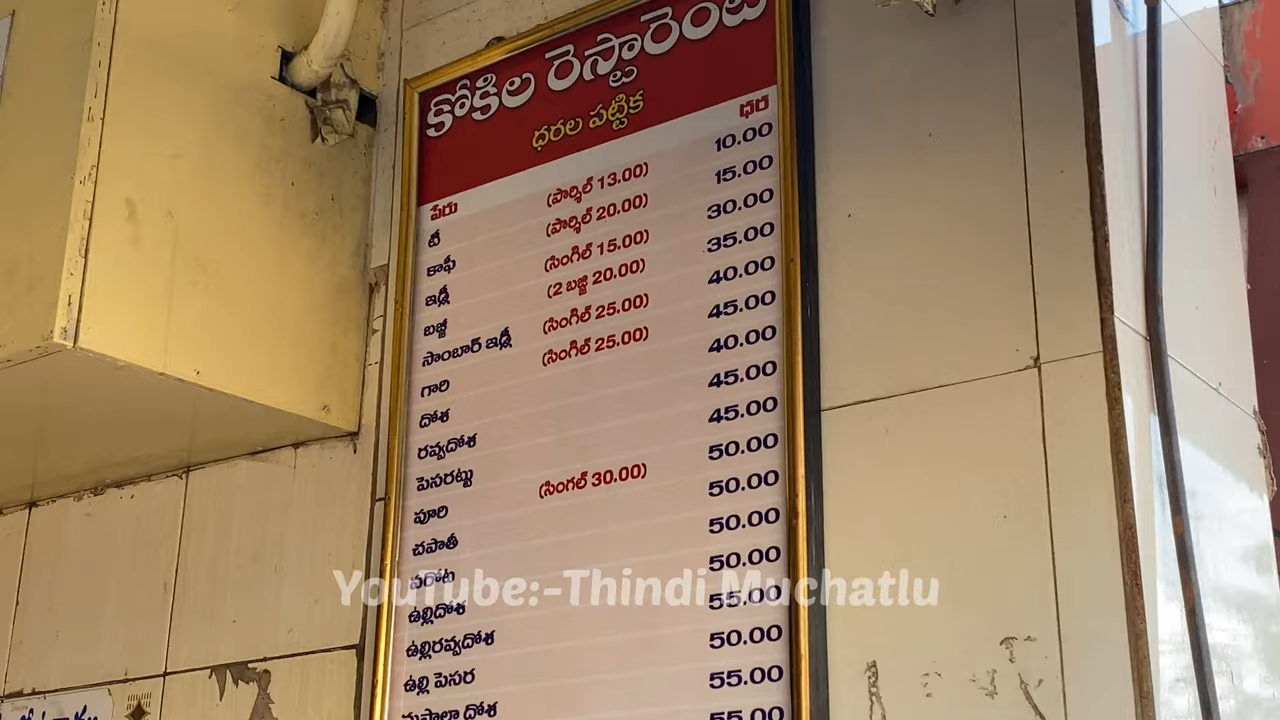 కోకిల రెస్టారెంట్
ధరల పట్టిక
పేరు ధర
టీ (పార్శిల్ 13.00) 10.00
కాఫీ (పార్శిల్ 20.00) 15.00
ఇడ్లీ (సింగిల్ 15.00) 30.00
బజ్జీ (2 బజ్జి 20.00) 35.00
సాంబార్ ఇడ్లీ (సింగిల్ 25.00) 40.00
గారి (సింగిల్ 25.00) 45.00
దోశ 40.00
రవ్వదోశ 45.00
పెసరట్టు 45.00
పూరి (సింగల్ 30.00) 50.00
చపాతీ 50.00
పరోట 50.00
ఉల్లిదోశ 50.00
ఉల్లిరవ్వదోశ 55.00
ఉల్లి పెసర 50.00
మసాలా దోశ 55.00
55.00
YouTube:-Thindi Muchatlu